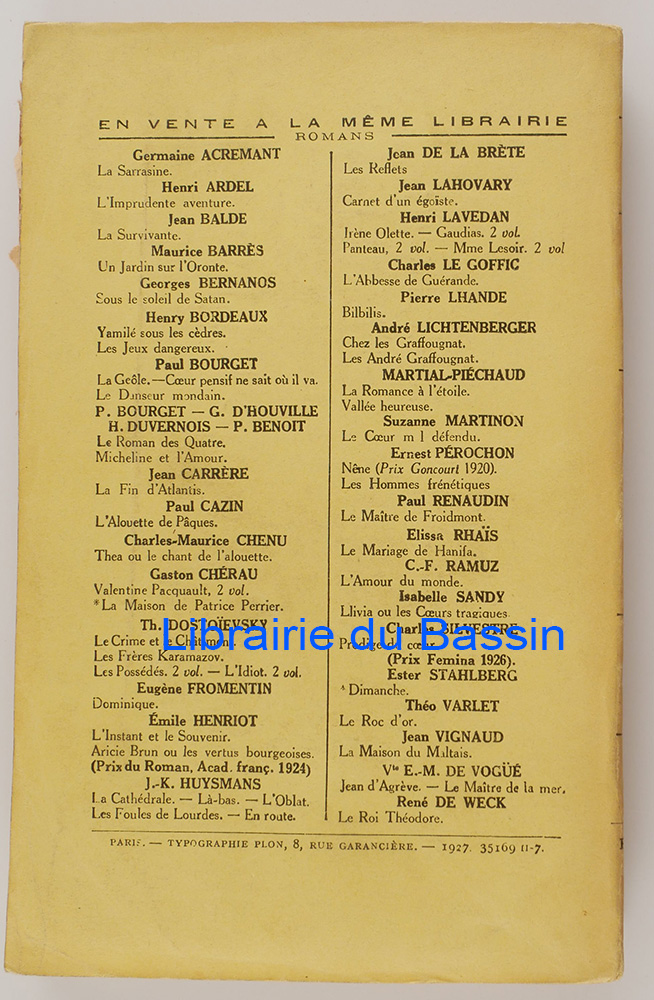 EN VENTE A LA MÊME LIBRAIRIE
ROMANS
Germaine ACREMANT
La Sarrasine.
Henri ARDEL
L'Imprudente aventure.
Jean BALDE
La Survivante.
Maurice BARRÈS
Un Jardin sur l'Oronte.
Georges BERNANOS
Sous le soleil de Satan.
Henry BORDEAUX
Yamilé sous les cèdres.
Les Jeux dangereux.
Paul BOURGET
La Geôle. — Cœur pensif ne sait où il va.
Le Danseur mondain.
P. BOURGET — G. D'HOUVILLE
H. DUVERNOIS — P. BENOIT
Le Roman des Quatre.
Micheline et l'Amour.
Jean CARRÈRE
La Fin d'Atlantis.
Paul CAZIN
L'Alouette de Pâques.
Charles-Maurice CHENU
Thea ou le chant de l'alouette.
Gaston CHÉRAU
Valentine Pacquault, 2 vol.
*La Maison de Patrice Perrier.
Th. DOSTOÏEVSKY
Le Crime et le Châtiment.
Les Frères Karamazov.
Les Possédés. 2 vol. — L'Idiot. 2 vol.
Eugène FROMENTIN
Dominique.
Émile HENRIOT
L'Instant et le Souvenir.
Aricie Brun ou les vertus bourgeoises.
(Prix du Roman, Acad. franç. 1924)
J.-K. HUYSMANS
La Cathédrale. — Là-bas. — L'Oblat.
Les Foules de Lourdes. — En route.
Jean DE LA BRÈTE
Les Reflets
Jean LAHOVARY
Carnet d'un égoïste.
Henri LAVEDAN
Irène Olette. — Gaudias. 2 vol.
Panteau, 2 vol. — Mme Lesoir. 2 vol
Charles LE GOFFIC
L'Abbesse de Guérande.
Pierre LHANDE
Bilbilis.
André LICHTENBERGER
Chez les Graffougnat.
Les André Graffougnat.
MARTIAL-PIÉCHAUD
La Romance à l'étoile.
Vallée heureuse.
Suzanne MARTINON
Le Cœur m l défendu.
Ernest PÉROCHON
Nêne (Prix Goncourt 1920).
Les Hommes frénétiques
Paul RENAUDIN
Le Maître de Froidmont.
Elissa RHAÏS
Le Mariage de Hanifa.
C.-F. RAMUZ
L'Amour du monde.
Isabelle SANDY
Llivia ou les Cœurs tragiques
Charles SILVESTRE
Prodige du cœur
(Prix Femina 1926).
Ester STAHLBERG
*Dimanche.
Théo VARLET
Le Roc d'or.
Jean VIGNAUD
La Maison du Maltais.
Vte E.-M. DE VOGÜÉ
Jean d'Agrève. — Le Maître de la mer.
René DE WECK
Le Roi Théodore.
PARIS. — TYPOGRAPHIE PLON, 8, RUE GARANCIÈRE. — 1927. 35169 II-7.
Librairie du Bassin